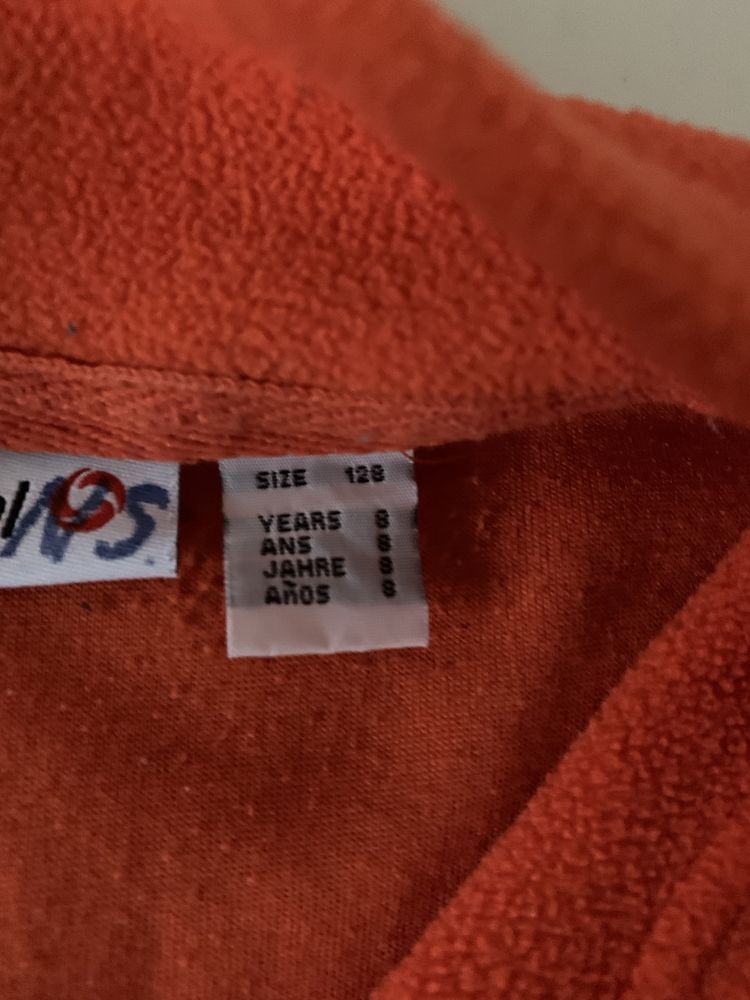 N.S.
SIZE 128
YEARS 8
ANS 8
JAHRE 8
AÑOS 8